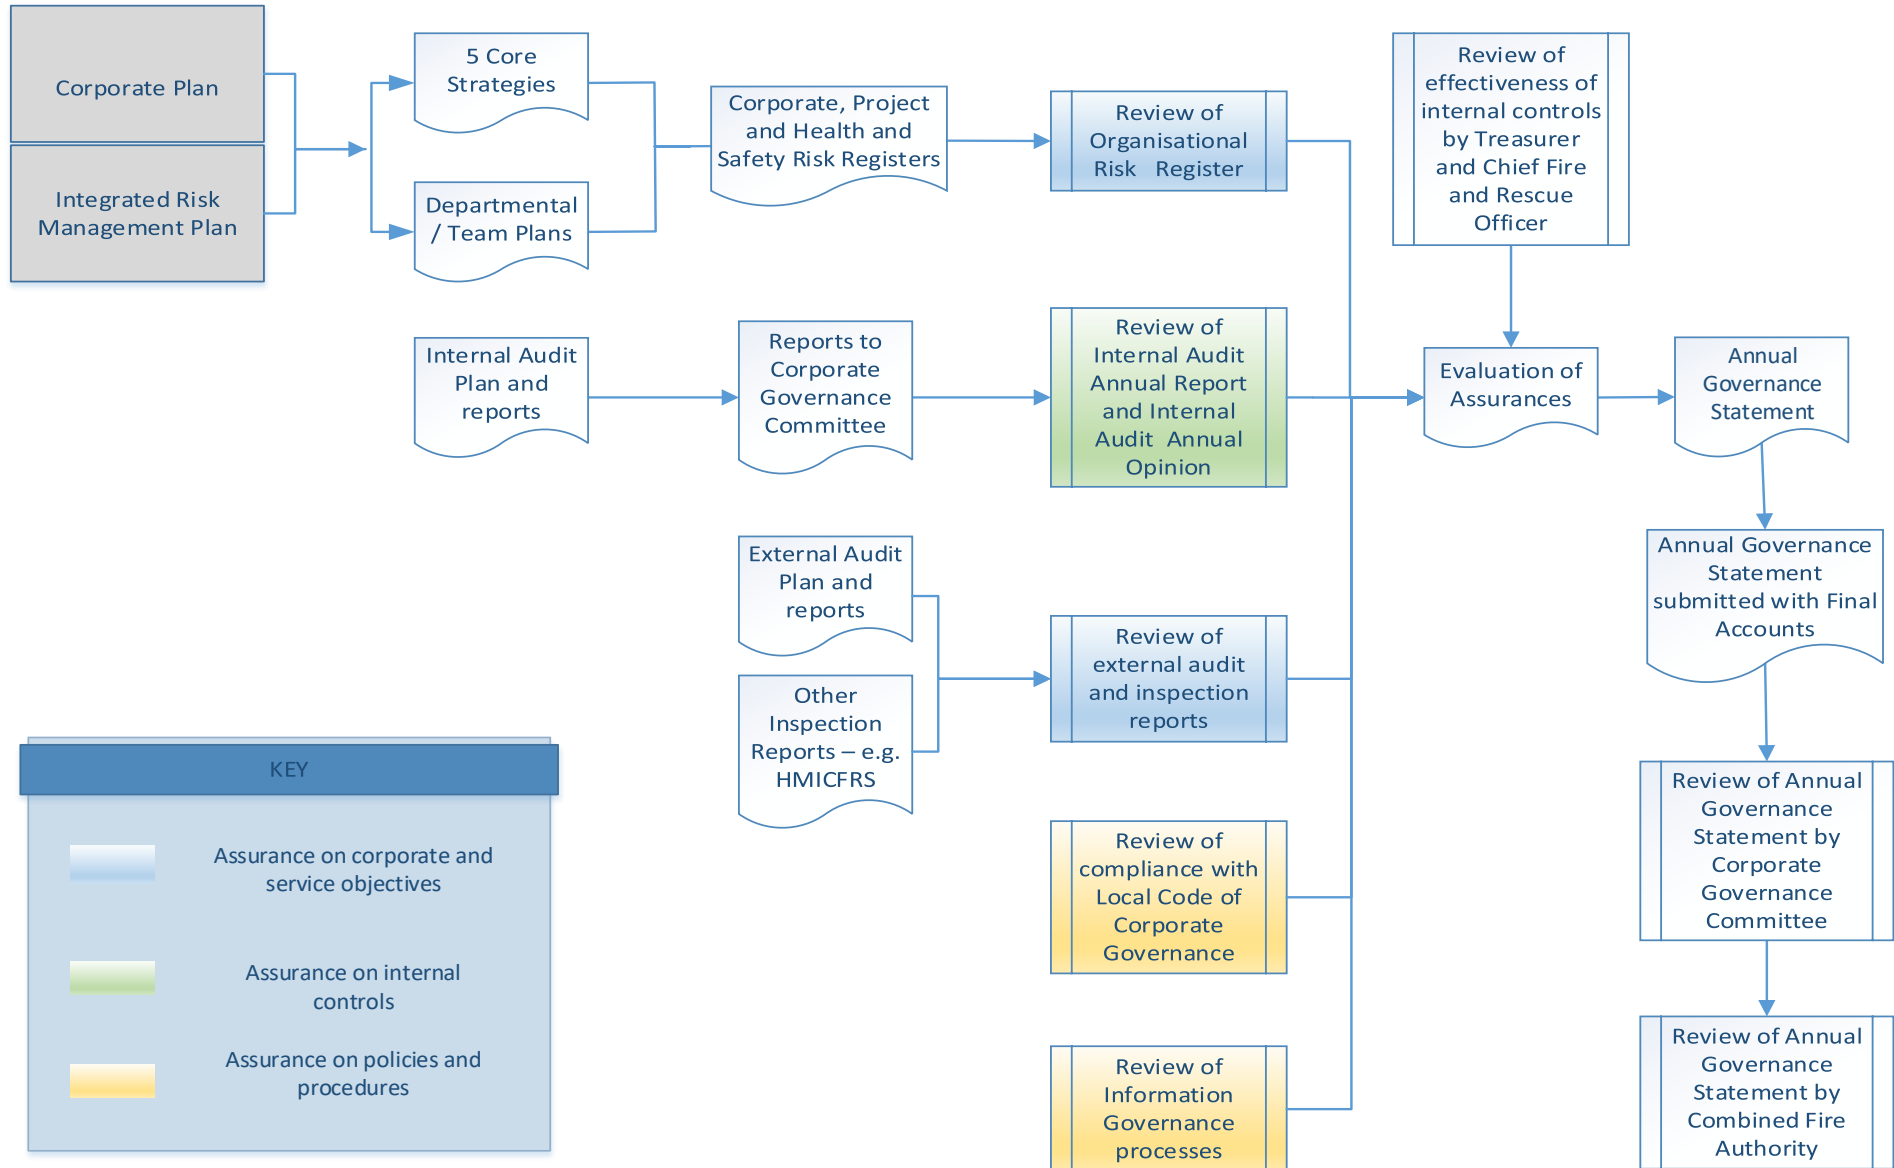 Corporate Plan
Integrated Risk
Management Plan
5 Core
Strategies
Departmental
/ Team Plans
Corporate, Project
and Health and
Safety Risk Registers
Review of
Organisational
Risk Register
Review of
effectiveness of
internal controls
by Treasurer
and Chief Fire
and Rescue
Officer
Internal Audit
Plan and
reports
Reports to
Corporate
Governance
Committee
Review of
Internal Audit
Annual Report
and Internal
Audit Annual
Opinion
Evaluation of
Assurances
Annual
Governance
Statement
External Audit
Plan and
reports
Other
Inspection
Reports – e.g.
HMICFRS
Review of
external audit
and inspection
reports
Annual Governance
Statement
submitted with Final
Accounts
Review of
compliance with
Local Code of
Corporate
Governance
Review of Annual
Governance
Statement by
Corporate
Governance
Committee
Review of
Information
Governance
processes
Review of Annual
Governance
Statement by
Combined Fire
Authority
KEY
Assurance on corporate and
service objectives
Assurance on internal
controls
Assurance on policies and
procedures